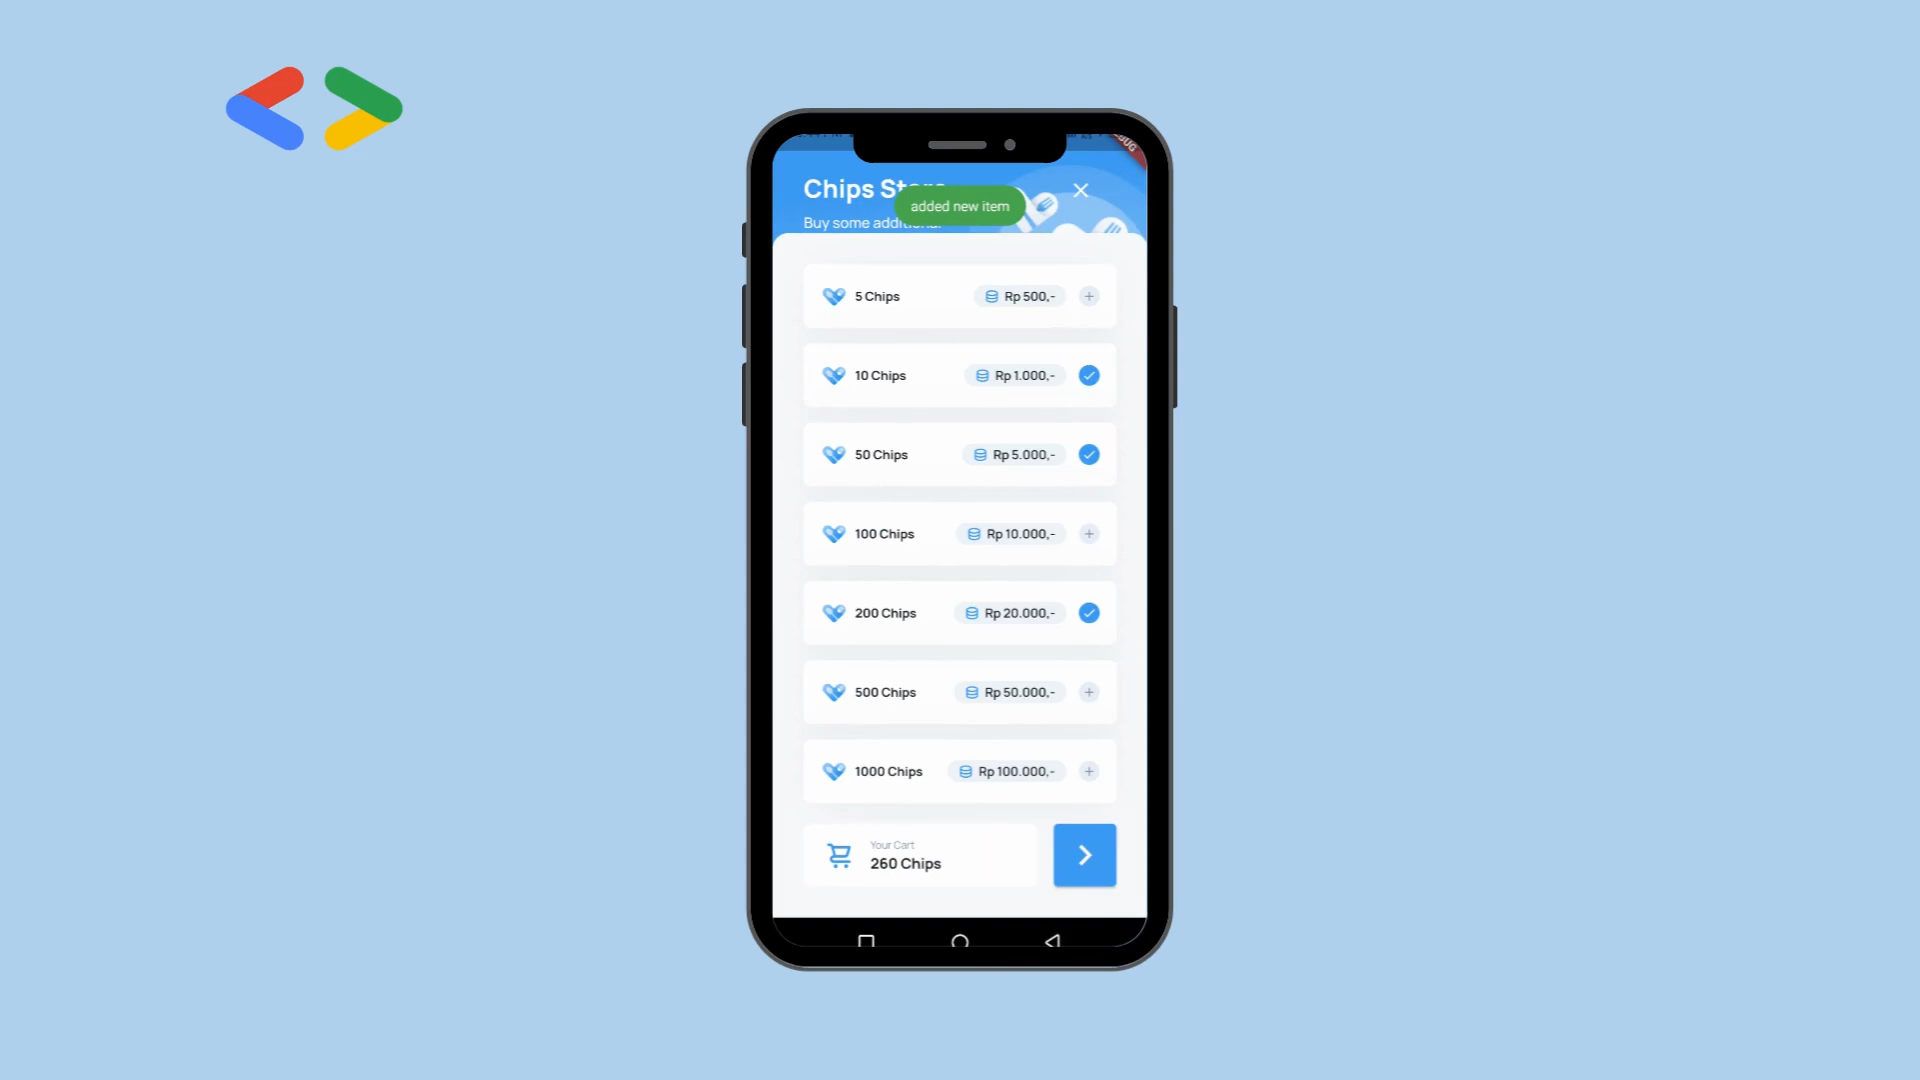 Chips Store
added new item
Buy some additional
5 Chips Rp 500,-
10 Chips Rp 1.000,-
50 Chips Rp 5.000,-
100 Chips Rp 10.000,-
200 Chips Rp 20.000,-
500 Chips Rp 50.000,-
1000 Chips Rp 100.000,-
Your Cart
260 Chips